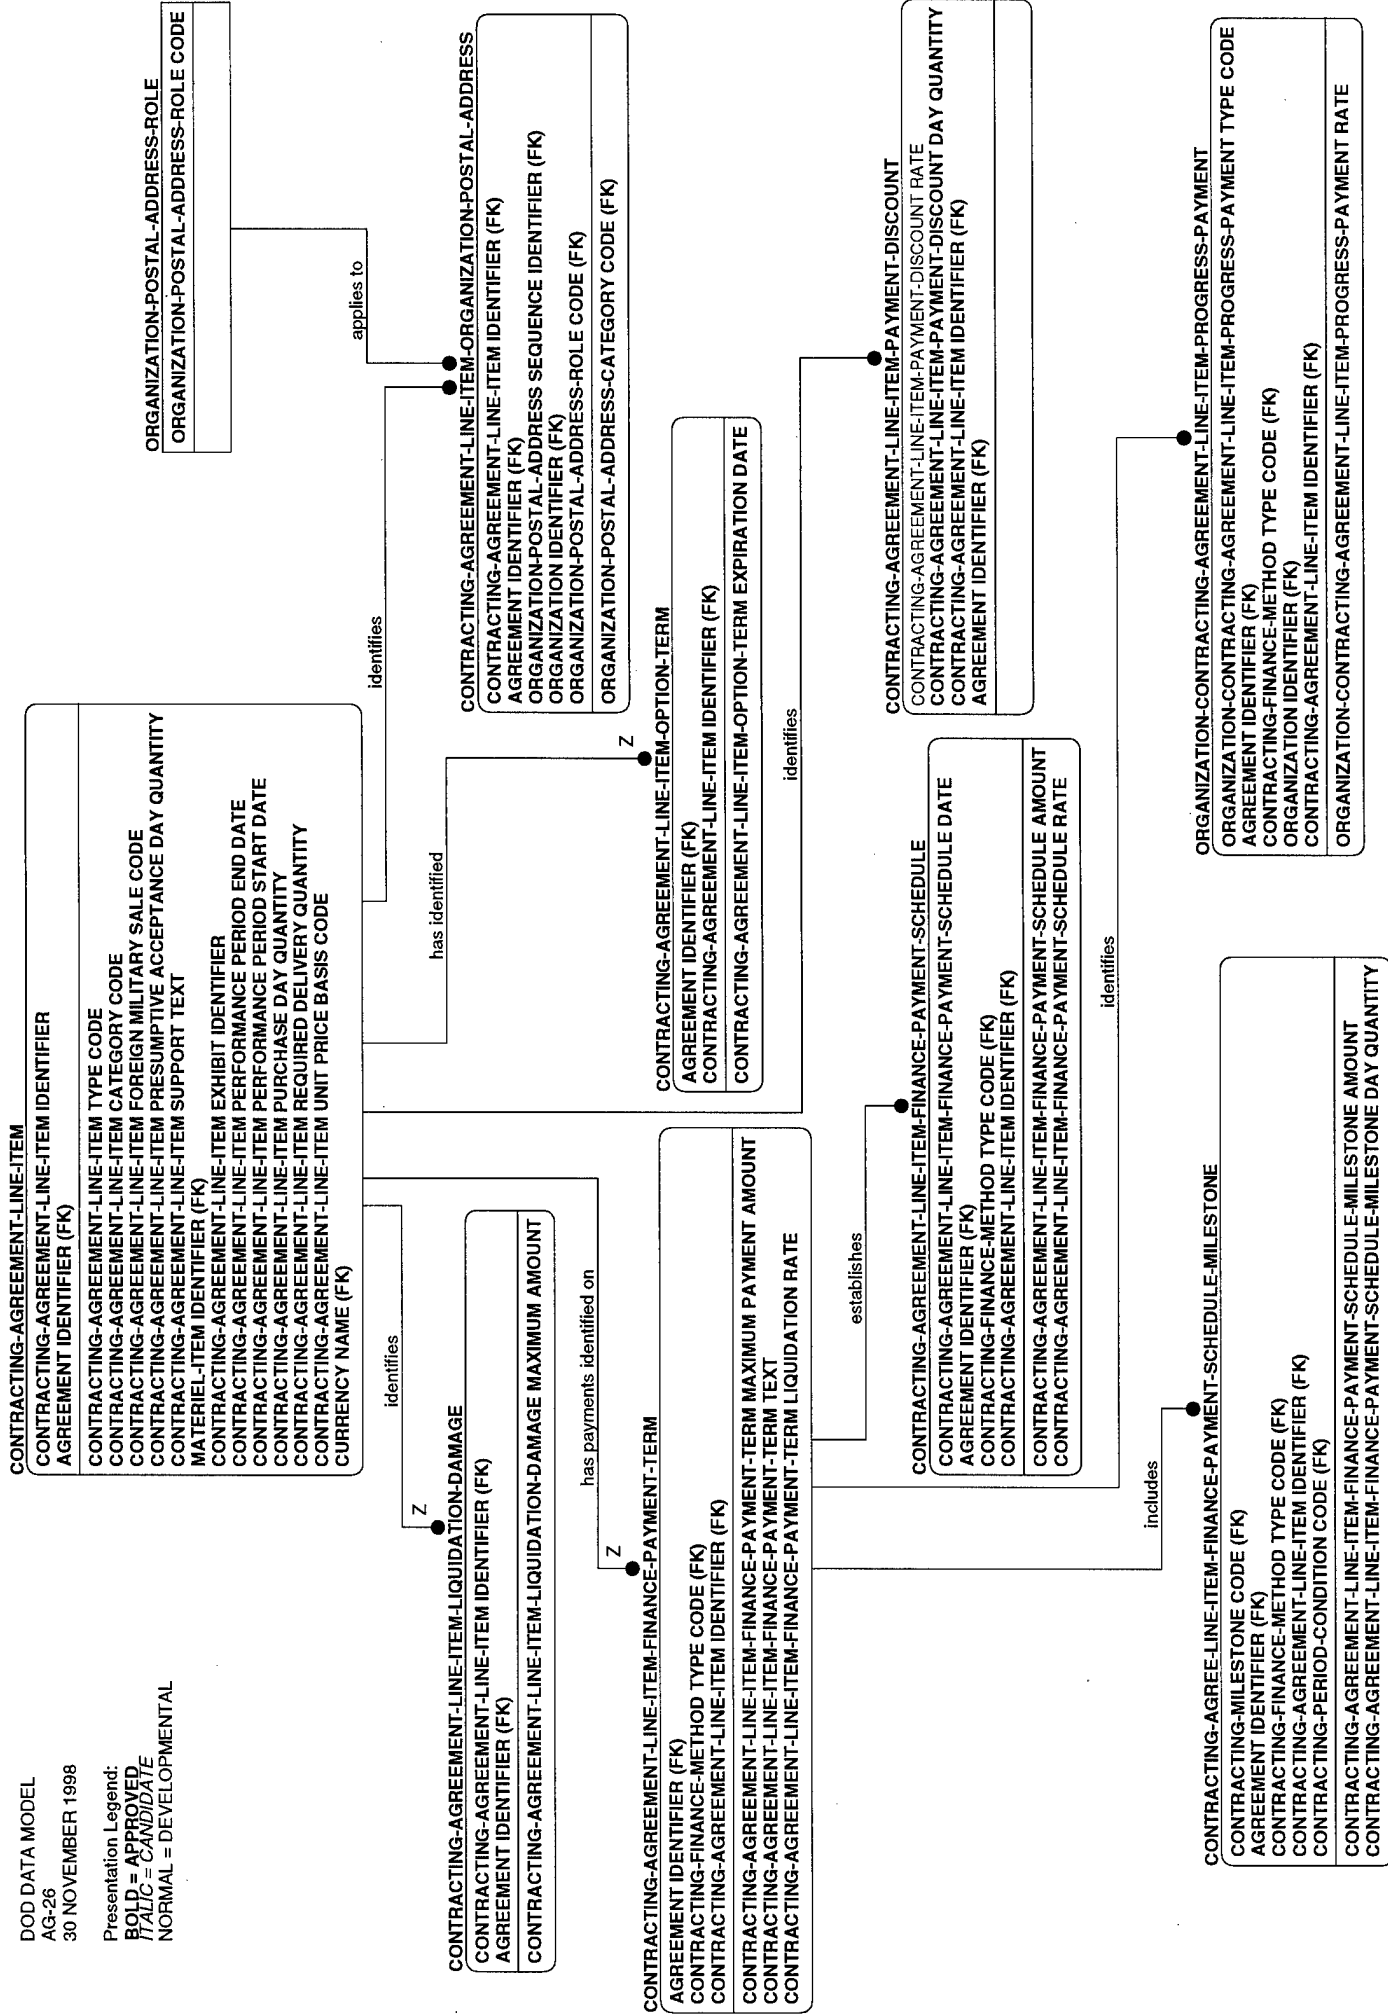 DOD DATA MODEL
AG-26
30 NOVEMBER 1998
Presentation Legend:
BOLD = APPROVED
ITALIC = CANDIDATE
NORMAL = DEVELOPMENTAL
CONTRACTING-AGREEMENT-LINE-ITEM
CONTRACTING-AGREEMENT-LINE-ITEM IDENTIFIER
AGREEMENT IDENTIFIER (FK)
CONTRACTING-AGREEMENT-LINE-ITEM TYPE CODE
CONTRACTING-AGREEMENT-LINE-ITEM CATEGORY CODE
CONTRACTING-AGREEMENT-LINE-ITEM FOREIGN MILITARY SALE CODE
CONTRACTING-AGREEMENT-LINE-ITEM PRESUMPTIVE ACCEPTANCE DAY QUANTITY
CONTRACTING-AGREEMENT-LINE-ITEM SUPPORT TEXT
MATERIEL-ITEM IDENTIFIER (FK)
CONTRACTING-AGREEMENT-LINE-ITEM EXHIBIT IDENTIFIER
CONTRACTING-AGREEMENT-LINE-ITEM PERFORMANCE PERIOD END DATE
CONTRACTING-AGREEMENT-LINE-ITEM PERFORMANCE PERIOD START DATE
CONTRACTING-AGREEMENT-LINE-ITEM PURCHASE DAY QUANTITY
CONTRACTING-AGREEMENT-LINE-ITEM REQUIRED DELIVERY QUANTITY
CONTRACTING-AGREEMENT-LINE-ITEM UNIT PRICE BASIS CODE
CURRENCY NAME (FK)
ORGANIZATION-POSTAL-ADDRESS-ROLE
ORGANIZATION-POSTAL-ADDRESS-ROLE CODE
identifies
Z
has payments identified on
Z
has identified
Z
identifies
applies to
identifies
CONTRACTING-AGREEMENT-LINE-ITEM-LIQUIDATION-DAMAGE
CONTRACTING-AGREEMENT-LINE-ITEM IDENTIFIER (FK)
AGREEMENT IDENTIFIER (FK)
CONTRACTING-AGREEMENT-LINE-ITEM-LIQUIDATION-DAMAGE MAXIMUM AMOUNT
CONTRACTING-AGREEMENT-LINE-ITEM-ORGANIZATION-POSTAL-ADDRESS
CONTRACTING-AGREEMENT-LINE-ITEM IDENTIFIER (FK)
AGREEMENT IDENTIFIER (FK)
ORGANIZATION-POSTAL-ADDRESS SEQUENCE IDENTIFIER (FK)
ORGANIZATION IDENTIFIER (FK)
ORGANIZATION-POSTAL-ADDRESS-ROLE CODE (FK)
ORGANIZATION-POSTAL-ADDRESS-CATEGORY CODE (FK)
CONTRACTING-AGREEMENT-LINE-ITEM-FINANCE-PAYMENT-TERM
AGREEMENT IDENTIFIER (FK)
CONTRACTING-FINANCE-METHOD TYPE CODE (FK)
CONTRACTING-AGREEMENT-LINE-ITEM IDENTIFIER (FK)
CONTRACTING-AGREEMENT-LINE-ITEM-FINANCE-PAYMENT-TERM MAXIMUM PAYMENT AMOUNT
CONTRACTING-AGREEMENT-LINE-ITEM-FINANCE-PAYMENT-TERM TEXT
CONTRACTING-AGREEMENT-LINE-ITEM-FINANCE-PAYMENT-TERM LIQUIDATION RATE
CONTRACTING-AGREEMENT-LINE-ITEM-OPTION-TERM
AGREEMENT IDENTIFIER (FK)
CONTRACTING-AGREEMENT-LINE-ITEM IDENTIFIER (FK)
CONTRACTING-AGREEMENT-LINE-ITEM-OPTION-TERM EXPIRATION DATE
establishes
identifies
includes
CONTRACTING-AGREEMENT-LINE-ITEM-FINANCE-PAYMENT-SCHEDULE
CONTRACTING-AGREEMENT-LINE-ITEM-FINANCE-PAYMENT-SCHEDULE DATE
AGREEMENT IDENTIFIER (FK)
CONTRACTING-FINANCE-METHOD TYPE CODE (FK)
CONTRACTING-AGREEMENT-LINE-ITEM IDENTIFIER (FK)
CONTRACTING-AGREEMENT-LINE-ITEM-FINANCE-PAYMENT-SCHEDULE AMOUNT
CONTRACTING-AGREEMENT-LINE-ITEM-FINANCE-PAYMENT-SCHEDULE RATE
CONTRACTING-AGREEMENT-LINE-ITEM-PAYMENT-DISCOUNT
CONTRACTING-AGREEMENT-LINE-ITEM-PAYMENT-DISCOUNT RATE
CONTRACTING-AGREEMENT-LINE-ITEM-PAYMENT-DISCOUNT DAY QUANTITY
CONTRACTING-AGREEMENT-LINE-ITEM IDENTIFIER (FK)
AGREEMENT IDENTIFIER (FK)
CONTRACTING-AGREE-LINE-ITEM-FINANCE-PAYMENT-SCHEDULE-MILESTONE
CONTRACTING-MILESTONE CODE (FK)
AGREEMENT IDENTIFIER (FK)
CONTRACTING-FINANCE-METHOD TYPE CODE (FK)
CONTRACTING-AGREEMENT-LINE-ITEM IDENTIFIER (FK)
CONTRACTING-PERIOD-CONDITION CODE (FK)
CONTRACTING-AGREEMENT-LINE-ITEM-FINANCE-PAYMENT-SCHEDULE-MILESTONE AMOUNT
CONTRACTING-AGREEMENT-LINE-ITEM-FINANCE-PAYMENT-SCHEDULE-MILESTONE DAY QUANTITY
ORGANIZATION-CONTRACTING-AGREEMENT-LINE-ITEM-PROGRESS-PAYMENT
ORGANIZATION-CONTRACTING-AGREEMENT-LINE-ITEM-PROGRESS-PAYMENT TYPE CODE
AGREEMENT IDENTIFIER (FK)
CONTRACTING-FINANCE-METHOD TYPE CODE (FK)
ORGANIZATION IDENTIFIER (FK)
CONTRACTING-AGREEMENT-LINE-ITEM IDENTIFIER (FK)
ORGANIZATION-CONTRACTING-AGREEMENT-LINE-ITEM-PROGRESS-PAYMENT RATE